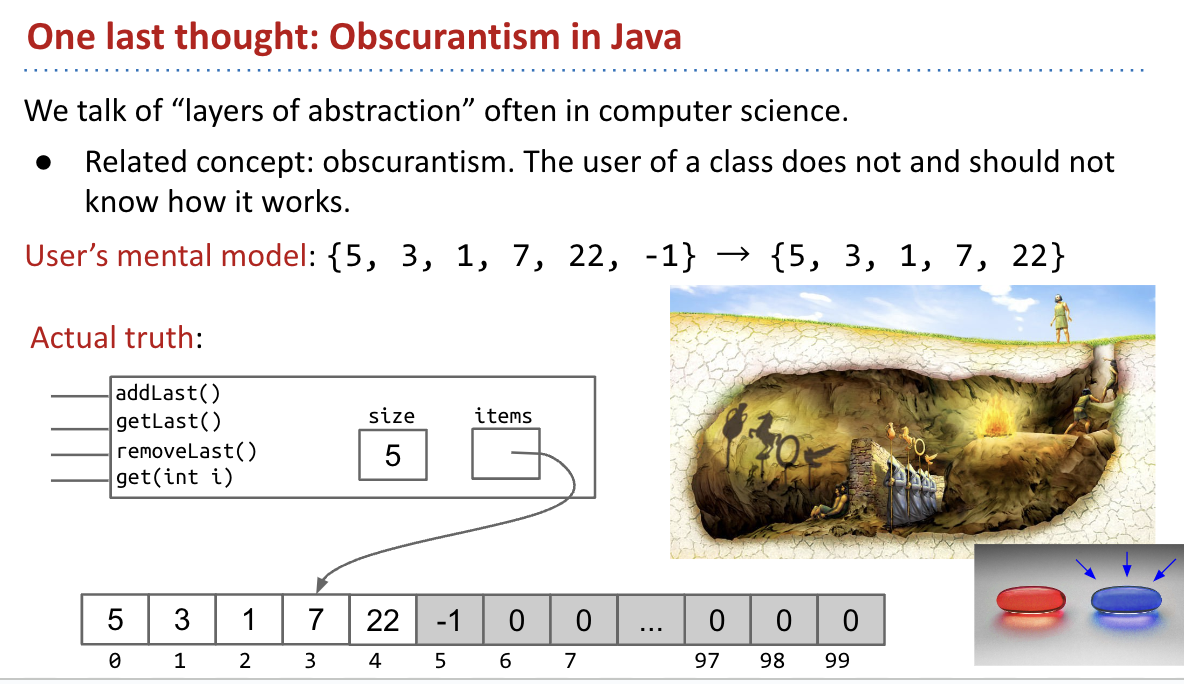 One last thought: Obscurantism in Java
We talk of “layers of abstraction” often in computer science.
● Related concept: obscurantism. The user of a class does not and should not
know how it works.
User’s mental model: {5, 3, 1, 7, 22, -1} → {5, 3, 1, 7, 22}
Actual truth:
addLast()
getLast()
removeLast()
get(int i)
size
5
items
5 3 1 7 22 -1 0 0 ... 0 0 0
0 1 2 3 4 5 6 7 97 98 99